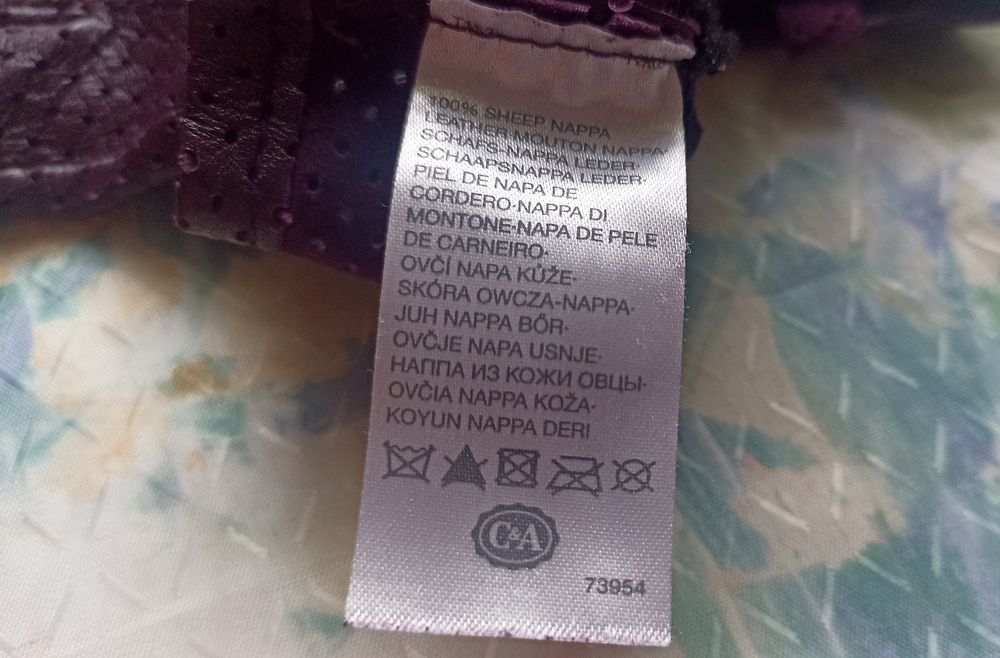 100% SHEEP NAPPA
LEATHER·MOUTON NAPPA
SCHAFS-NAPPA LEDER·
SCHAAPSNAPPA LEDER·
PIEL DE NAPA DE
CORDERO·NAPPA DI
MONTONE·NAPA DE PELE
DE CARNEIRO·
OVČÍ NAPA KŮŽE·
SKÓRA OWCZA-NAPPA·
JUH NAPPA BŐR·
OVČJE NAPA USNJE·
НАППА ИЗ КОЖИ ОВЦЫ·
OVČIA NAPPA KOŽA·
KOYUN NAPPA DERI
C&A
73954